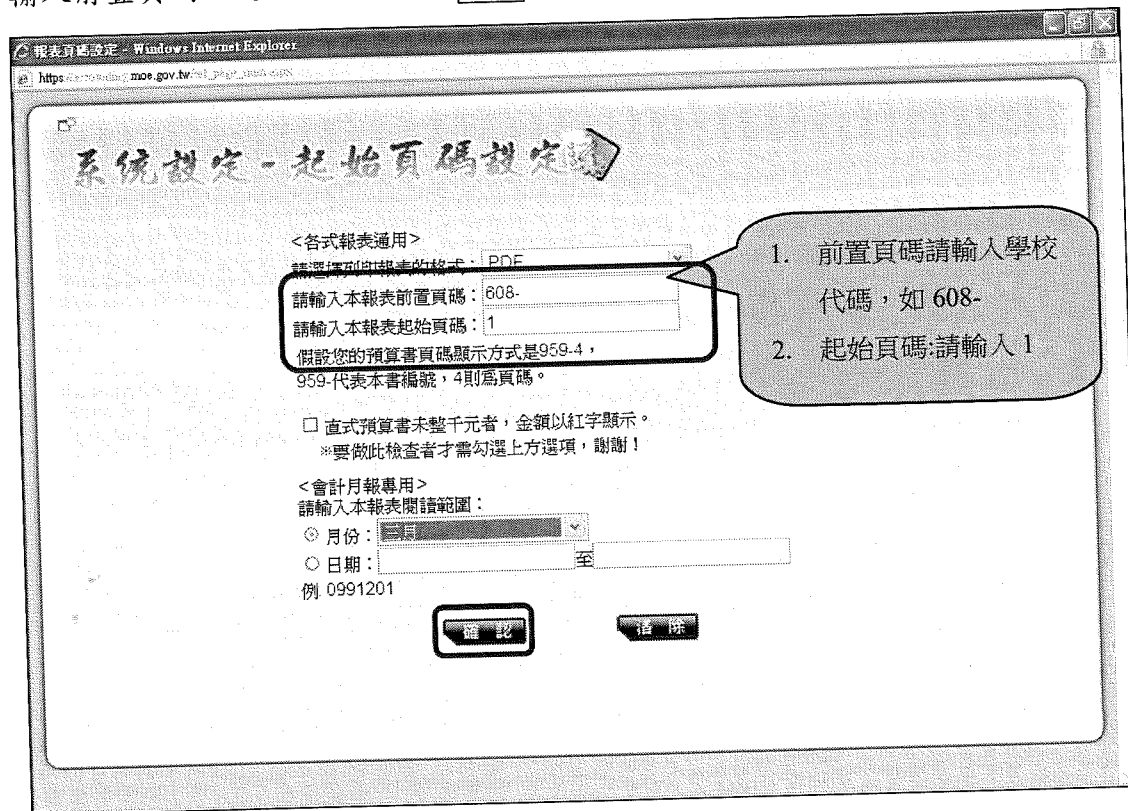 報表頁碼設定 - Windows Internet Explorer
moe.gov.tw
系統設定-起始頁碼設定
<各式報表通用>
請選擇列印報表的格式：PDF
請輸入本報表前置頁碼：608-
請輸入本報表起始頁碼：1
假設您的預算書頁碼顯示方式是959-4，
959-代表本書編號，4則為頁碼。
1. 前置頁碼請輸入學校
代碼，如 608-
2. 起始頁碼:請輸入 1
□ 直式預算書未整千元者，金額以紅字顯示。
※要做此檢查者才需勾選上方選項，謝謝！
<會計月報專用>
請輸入本報表閱讀範圍：
月份：三月
日期： 至
例. 0991201
確 認 清 除